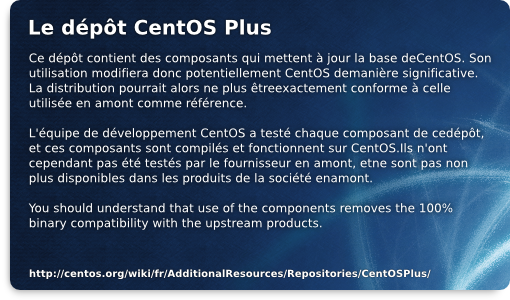 Le dépôt CentOS Plus
Ce dépôt contient des composants qui mettent à jour la base deCentOS. Son
utilisation modifiera donc potentiellement CentOS demanière significative.
La distribution pourrait alors ne plus êtreexactement conforme à celle
utilisée en amont comme référence.
L'équipe de développement CentOS a testé chaque composant de cedépôt,
et ces composants sont compilés et fonctionnent sur CentOS.Ils n'ont
cependant pas été testés par le fournisseur en amont, etne sont pas non
plus disponibles dans les produits de la société enamont.
You should understand that use of the components removes the 100%
binary compatibility with the upstream products.
http://centos.org/wiki/fr/AdditionalResources/Repositories/CentOSPlus/